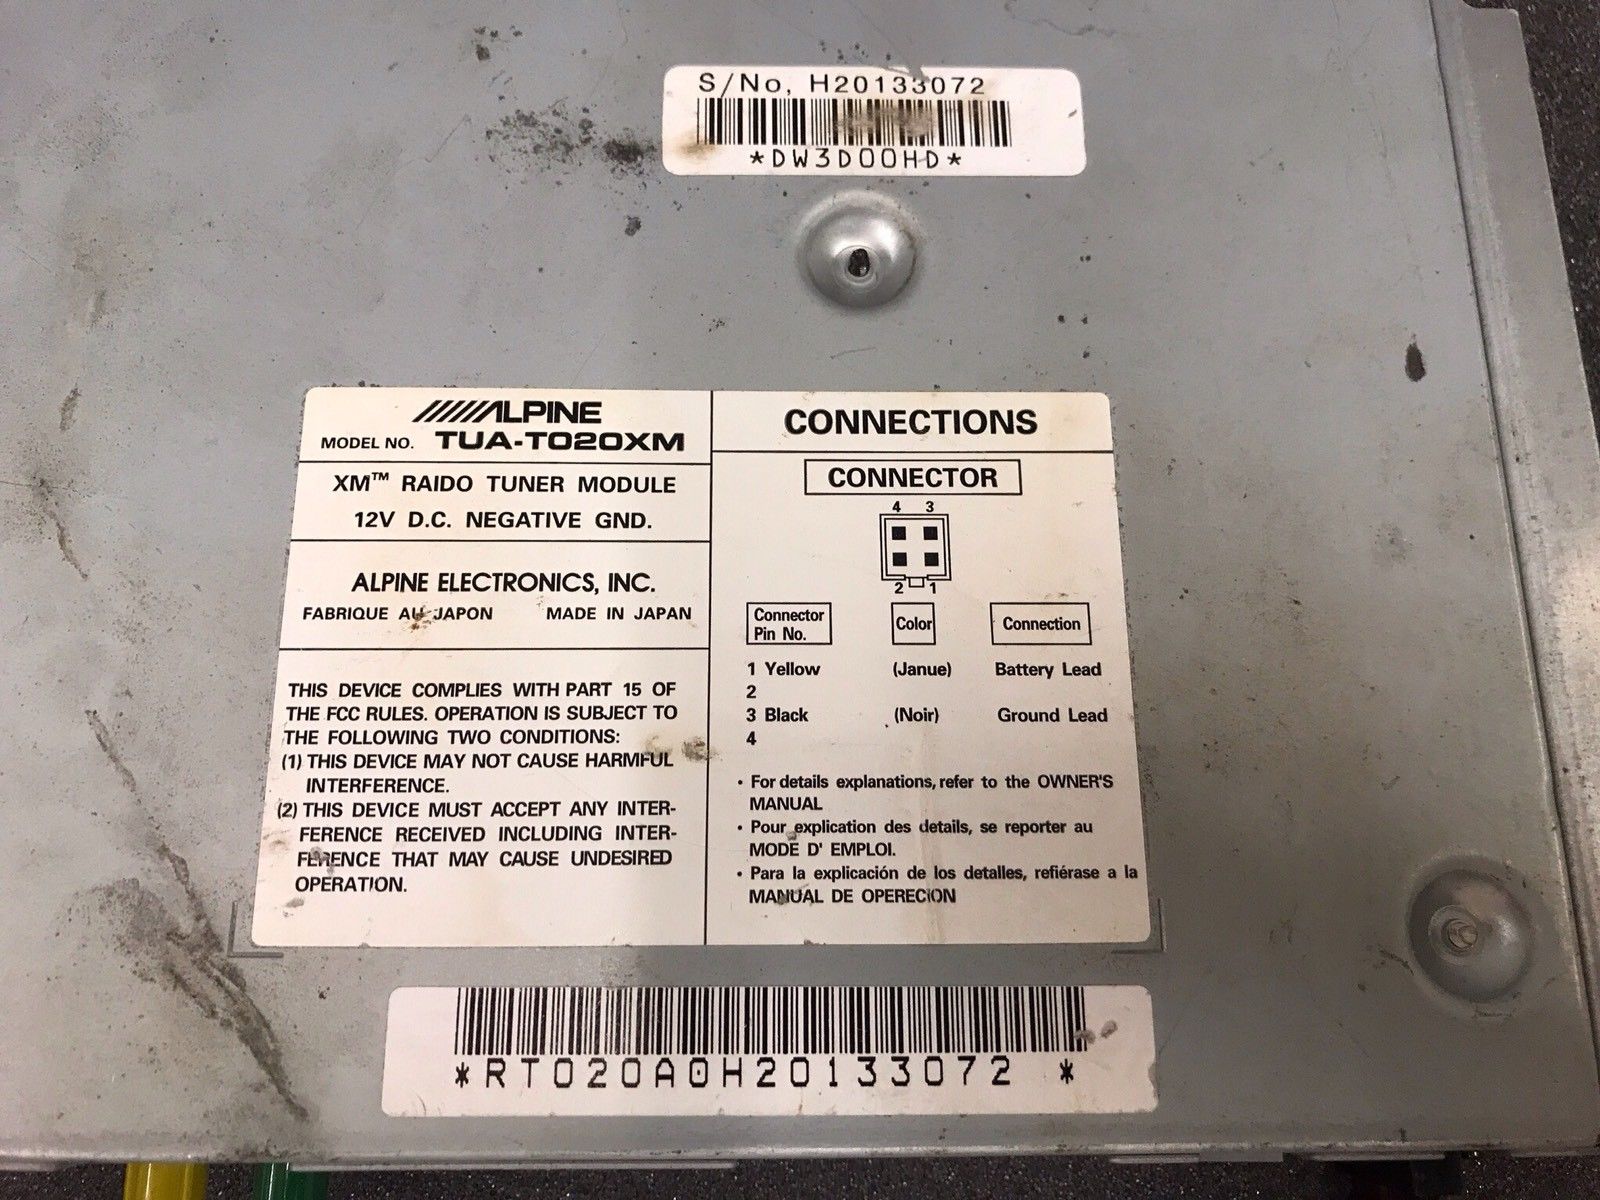 S/No, H20133072
*DW3D00HD*
ALPINE
MODEL NO. TUA-T020XM
XM™ RAIDO TUNER MODULE
12V D.C. NEGATIVE GND.
ALPINE ELECTRONICS, INC.
FABRIQUE AU JAPON MADE IN JAPAN
THIS DEVICE COMPLIES WITH PART 15 OF
THE FCC RULES. OPERATION IS SUBJECT TO
THE FOLLOWING TWO CONDITIONS:
(1) THIS DEVICE MAY NOT CAUSE HARMFUL
INTERFERENCE.
(2) THIS DEVICE MUST ACCEPT ANY INTER-
FERENCE RECEIVED INCLUDING INTER-
FERENCE THAT MAY CAUSE UNDESIRED
OPERATION.
CONNECTIONS
CONNECTOR
4 3
2 1
Connector
Pin No.
Color
Connection
1 Yellow (Janue) Battery Lead
2
3 Black (Noir) Ground Lead
4
• For details explanations, refer to the OWNER'S
MANUAL
• Pour explication des details, se reporter au
MODE D' EMPLOI.
• Para la explicación de los detalles, refiérase a la
MANUAL DE OPERECION
*RT020A0H20133072 *